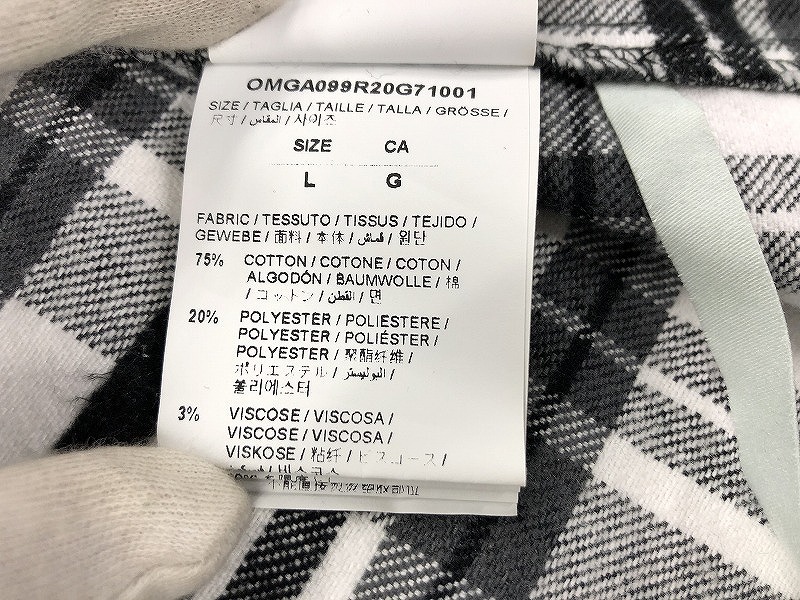 OMGA099R20G71001
SIZE / TAGLIA / TAILLE / TALLA / GRÖSSE /
尺寸 / المقاس / 사이즈
SIZE CA
L G
FABRIC / TESSUTO / TISSUS / TEJIDO /
GEWEBE / 面料 / 本体 / قماش / 원단
75% COTTON / COTONE / COTON /
ALGODÓN / BAUMWOLLE / 棉
/ コットン / القطن / 면
20% POLYESTER / POLIESTERE /
POLYESTER / POLIÉSTER /
POLYESTER / 聚酯纤维 /
ポリエステル / البوليستر /
폴리에스터
3% VISCOSE / VISCOSA /
VISCOSE / VISCOSA /
VISKOSE / 粘纤 / ビスコース /